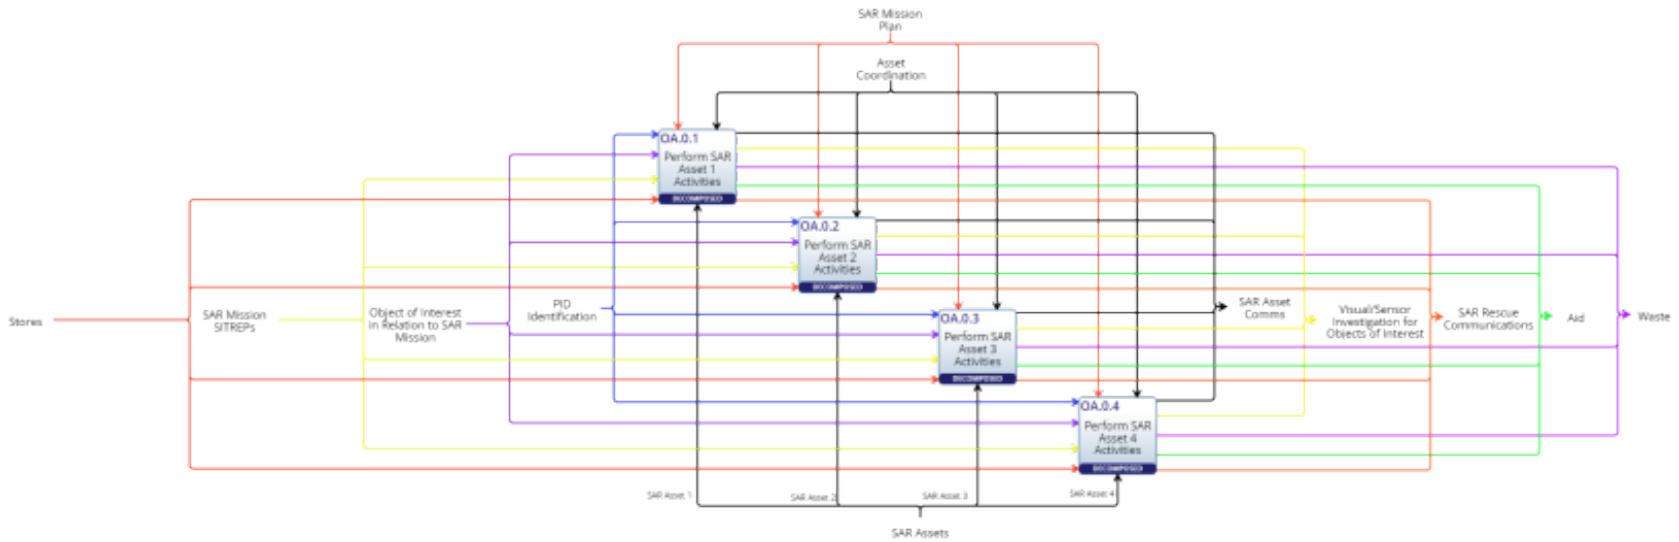 SAR Mission
Plan
Asset
Coordination
OA.0.1
Perform SAR
Asset 1
Activities
DECOMPOSED
OA.0.2
Perform SAR
Asset 2
Activities
DECOMPOSED
Stores
SAR Mission
SITREPs
Object of Interest
in Relation to SAR
Mission
PID
Identification
OA.0.3
Perform SAR
Asset 3
Activities
DECOMPOSED
SAR Asset
Comms
Visual/Sensor
Investigation for
Objects of Interest
SAR Rescue
Communications
Aid
Waste
OA.0.4
Perform SAR
Asset 4
Activities
DECOMPOSED
SAR Asset 1
SAR Asset 2
SAR Asset 3
SAR Asset 4
SAR Assets